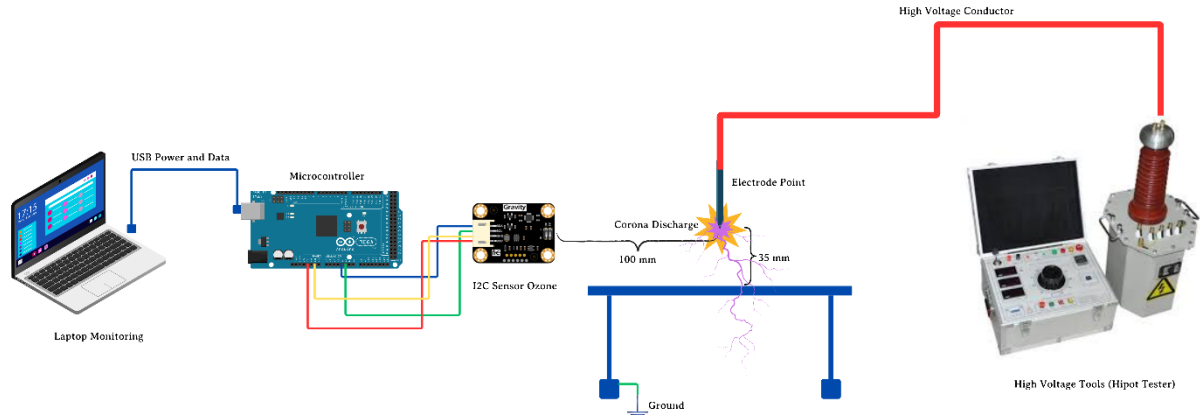 High Voltage Conductor
USB Power and Data
Microcontroller
17:15
Electrode Point
Gravity
Corona Discharge
I2C
100 mm
35 mm
I2C Sensor Ozone
Laptop Monitoring
High Voltage Tools (Hipot Tester)
Ground